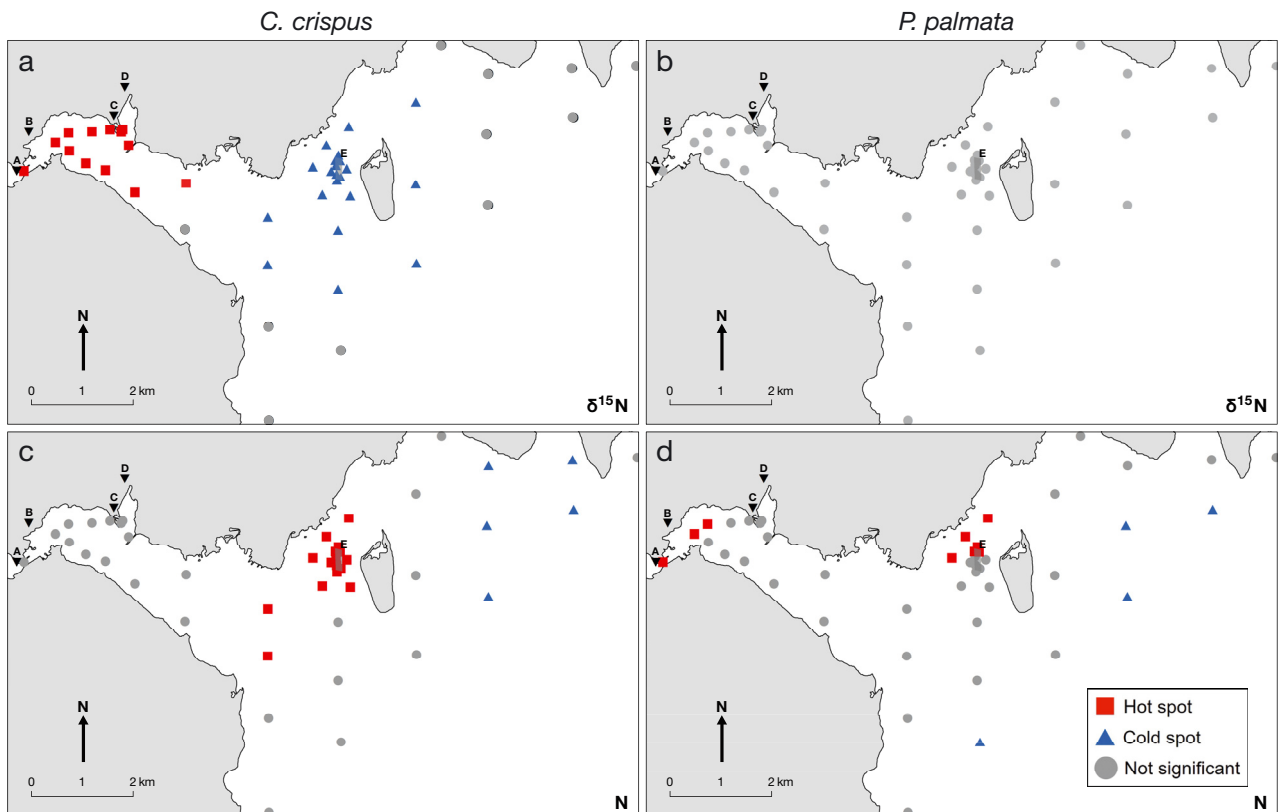 C. crispus
P. palmata
a
D
C
B
A
E
N
0 1 2 km
δ¹⁵N
b
D
C
B
A
E
N
0 1 2 km
δ¹⁵N
c
D
C
B
A
E
N
0 1 2 km
N
d
D
C
B
A
E
N
0 1 2 km
Hot spot
Cold spot
Not significant
N